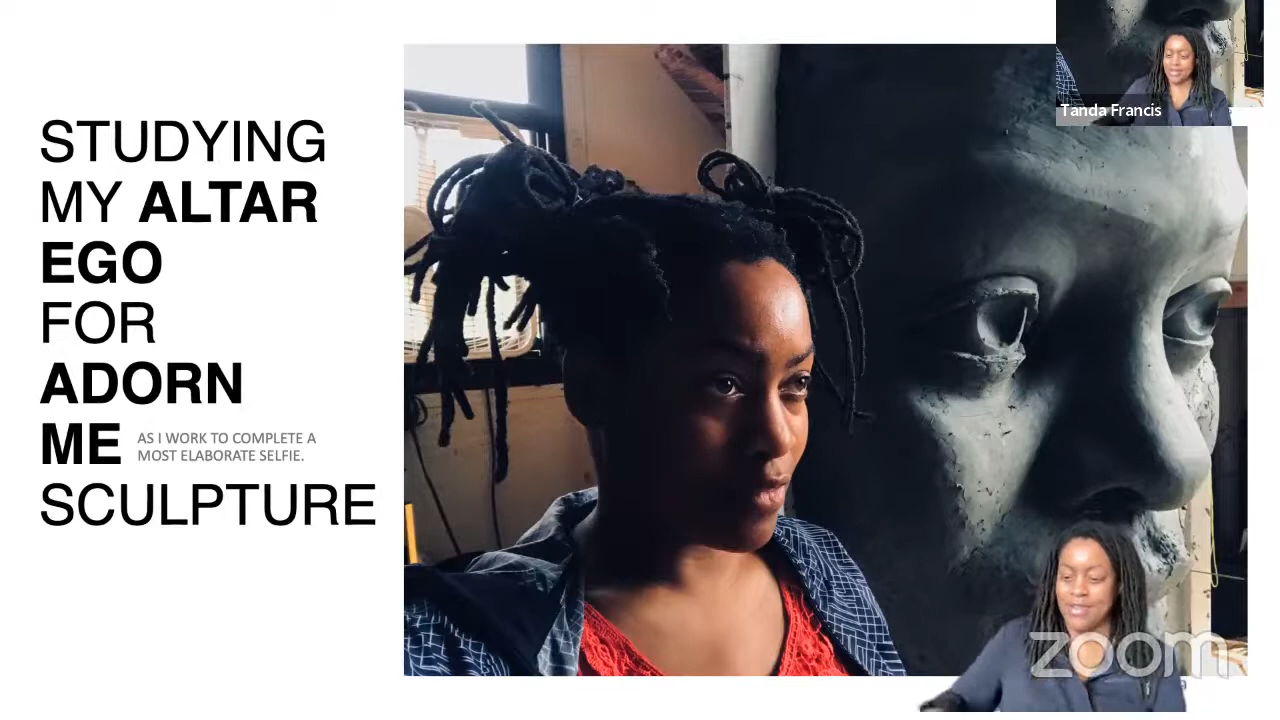 STUDYING
MY ALTAR
EGO
FOR
ADORN
ME
AS I WORK TO COMPLETE A
MOST ELABORATE SELFIE.
SCULPTURE
Tanda Francis
zoom